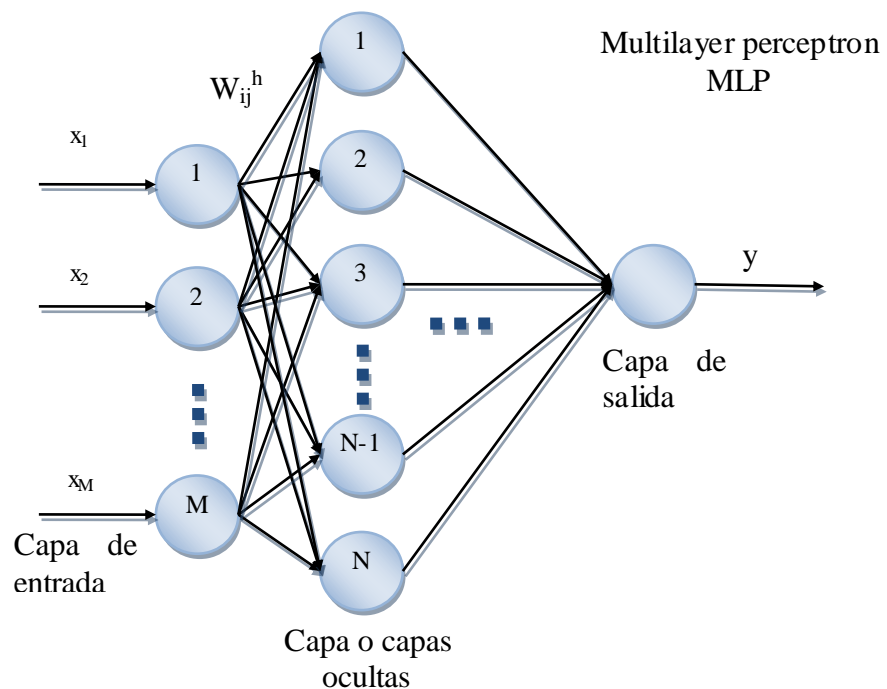 Multilayer perceptron
MLP
W_ij^h
x_1
x_2
x_M
1
2
M
1
2
3
N-1
N
y
Capa de
entrada
Capa o capas
ocultas
Capa de
salida